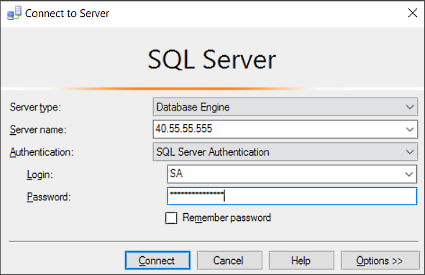 Connect to Server
SQL Server
Server type: Database Engine
Server name: 40.55.55.555
Authentication: SQL Server Authentication
Login: SA
Password: ***************
Remember password
Connect Cancel Help Options >>